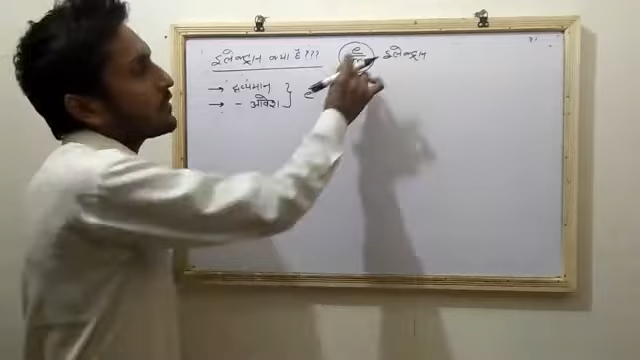 इलेक्ट्रान क्या है???
e/m इलेक्ट्रान
→ द्रव्यमान
→ - आवेश } e